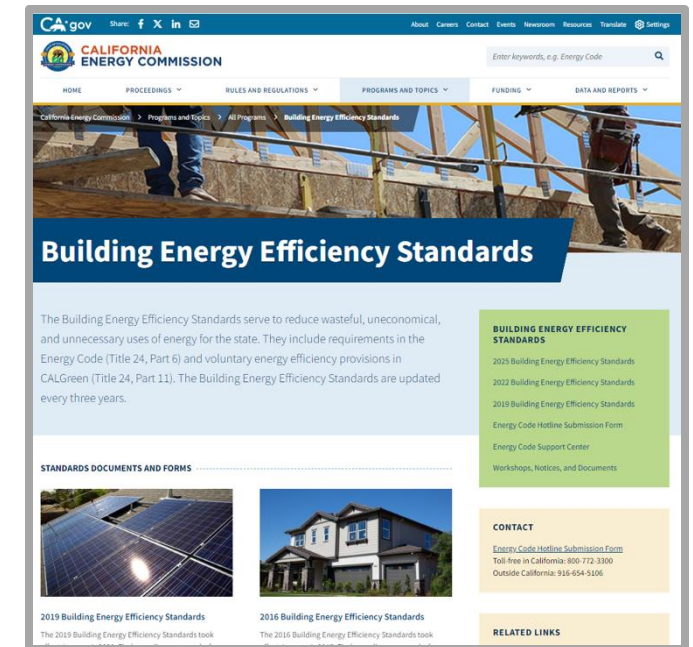 CA.gov Share: f X in
About Careers Contact Events Newsroom Resources Translate Settings
CALIFORNIA
ENERGY COMMISSION
Enter keywords, e.g. Energy Code
HOME PROCEEDINGS RULES AND REGULATIONS PROGRAMS AND TOPICS FUNDING DATA AND REPORTS
California Energy Commission > Programs and Topics > All Programs > Building Energy Efficiency Standards
Building Energy Efficiency Standards
The Building Energy Efficiency Standards serve to reduce wasteful, uneconomical,
and unnecessary uses of energy for the state. They include requirements in the
Energy Code (Title 24, Part 6) and voluntary energy efficiency provisions in
CALGreen (Title 24, Part 11). The Building Energy Efficiency Standards are updated
every three years.
BUILDING ENERGY EFFICIENCY
STANDARDS
2025 Building Energy Efficiency Standards
2022 Building Energy Efficiency Standards
2019 Building Energy Efficiency Standards
Energy Code Hotline Submission Form
Energy Code Support Center
Workshops, Notices, and Documents
STANDARDS DOCUMENTS AND FORMS
2019 Building Energy Efficiency Standards
The 2019 Building Energy Efficiency Standards took
2016 Building Energy Efficiency Standards
The 2016 Building Energy Efficiency Standards took
CONTACT
Energy Code Hotline Submission Form
Toll-free in California: 800-772-3300
Outside California: 916-654-5106
RELATED LINKS